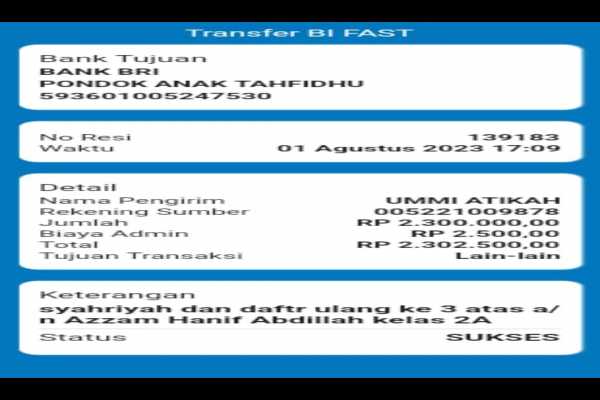 Transfer BI FAST
Bank Tujuan
BANK BRI
PONDOK ANAK TAHFIDHU
593601005247530
No Resi 139183
Waktu 01 Agustus 2023 17:09
Detail
Nama Pengirim UMMI ATIKAH
Rekening Sumber 005221009878
Jumlah RP 2.300.000,00
Biaya Admin RP 2.500,00
Total RP 2.302.500,00
Tujuan Transaksi Lain-lain
Keterangan
syahriyah dan daftr ulang ke 3 atas a/
n Azzam Hanif Abdillah kelas 2A
Status SUKSES